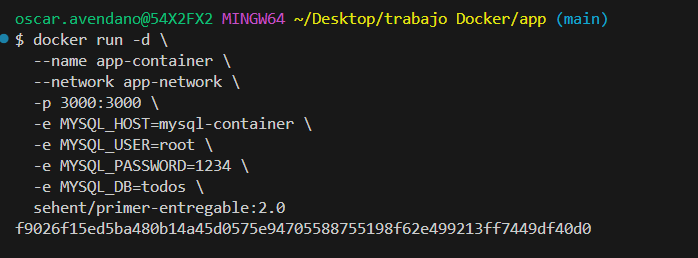 oscar.avendano@54X2FX2 MINGW64 ~/Desktop/trabajo Docker/app (main)
$ docker run -d \
  --name app-container \
  --network app-network \
  -p 3000:3000 \
  -e MYSQL_HOST=mysql-container \
  -e MYSQL_USER=root \
  -e MYSQL_PASSWORD=1234 \
  -e MYSQL_DB=todos \
  sehent/primer-entregable:2.0
f9026f15ed5ba480b14a45d0575e94705588755198f62e499213ff7449df40d0